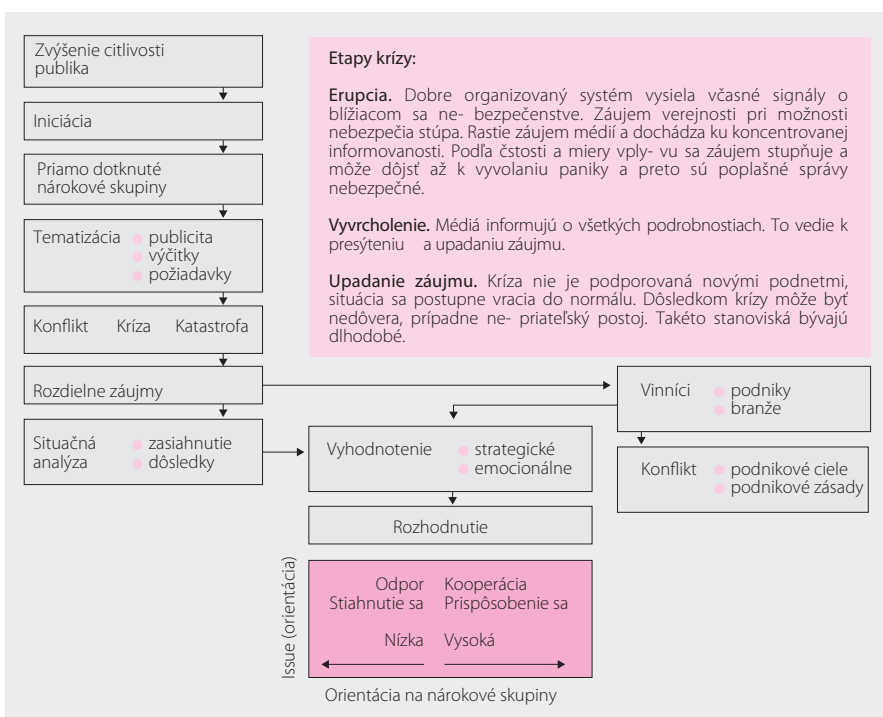 Zvýšenie citlivosti
publika
Iniciácia
Priamo dotknuté
nárokové skupiny
Tematizácia
publicita
výčitky
požiadavky
Konflikt Kríza Katastrofa
Rozdielne záujmy
Situačná
analýza
zasiahnutie
dôsledky
Etapy krízy:
Erupcia. Dobre organizovaný systém vysiela včasné signály o
blížiacom sa ne- bezpečenstve. Záujem verejnosti pri možnosti
nebezpečia stúpa. Rastie záujem médií a dochádza ku koncentrovanej
informovanosti. Podľa čstosti a miery vply- vu sa záujem stupňuje a
môže dôjsť až k vyvolaniu paniky a preto sú poplašné správy
nebezpečné.
Vyvrcholenie. Médiá informujú o všetkých podrobnostiach. To vedie k
presýteniu a upadaniu záujmu.
Upadanie záujmu. Kríza nie je podporovaná novými podnetmi,
situácia sa postupne vracia do normálu. Dôsledkom krízy môže byť
nedôvera, prípadne ne- priateľský postoj. Takéto stanoviská bývajú
dlhodobé.
Vinníci
podniky
branže
Vyhodnotenie
strategické
emocionálne
Konflikt
podnikové ciele
podnikové zásady
Rozhodnutie
Issue (orientácia)
Odpor Kooperácia
Stiahnutie sa Prispôsobenie sa
Nízka Vysoká
Orientácia na nárokové skupiny